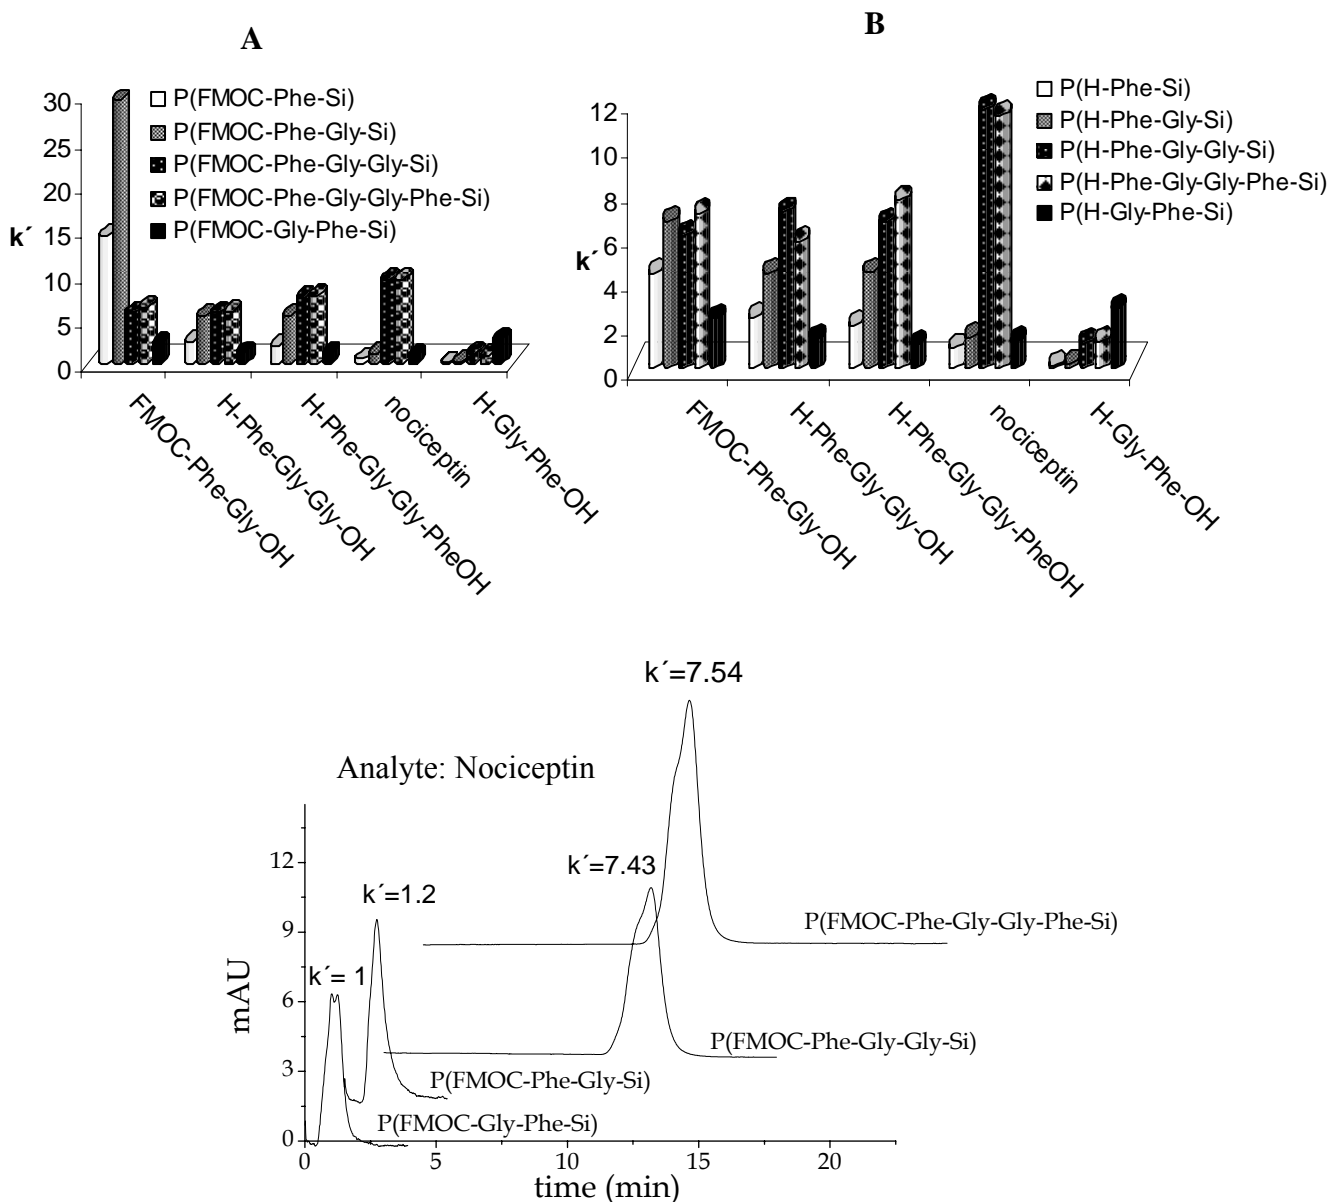 A
B
P(FMOC-Phe-Si)
P(FMOC-Phe-Gly-Si)
P(FMOC-Phe-Gly-Gly-Si)
P(FMOC-Phe-Gly-Gly-Phe-Si)
P(FMOC-Gly-Phe-Si)
30
25
20
15
10
5
0
k´
FMOC-Phe-Gly-OH
H-Phe-Gly-Gly-OH
H-Phe-Gly-Gly-PheOH
nociceptin
H-Gly-Phe-OH
P(H-Phe-Si)
P(H-Phe-Gly-Si)
P(H-Phe-Gly-Gly-Si)
P(H-Phe-Gly-Gly-Phe-Si)
P(H-Gly-Phe-Si)
12
10
8
6
4
2
0
k´
FMOC-Phe-Gly-OH
H-Phe-Gly-Gly-OH
H-Phe-Gly-Gly-PheOH
nociceptin
H-Gly-Phe-OH
k´=7.54
Analyte: Nociceptin
k´=7.43
k´=1.2
k´= 1
P(FMOC-Phe-Gly-Gly-Phe-Si)
P(FMOC-Phe-Gly-Gly-Si)
P(FMOC-Phe-Gly-Si)
P(FMOC-Gly-Phe-Si)
12
9
6
3
0
mAU
0 5 10 15 20
time (min)